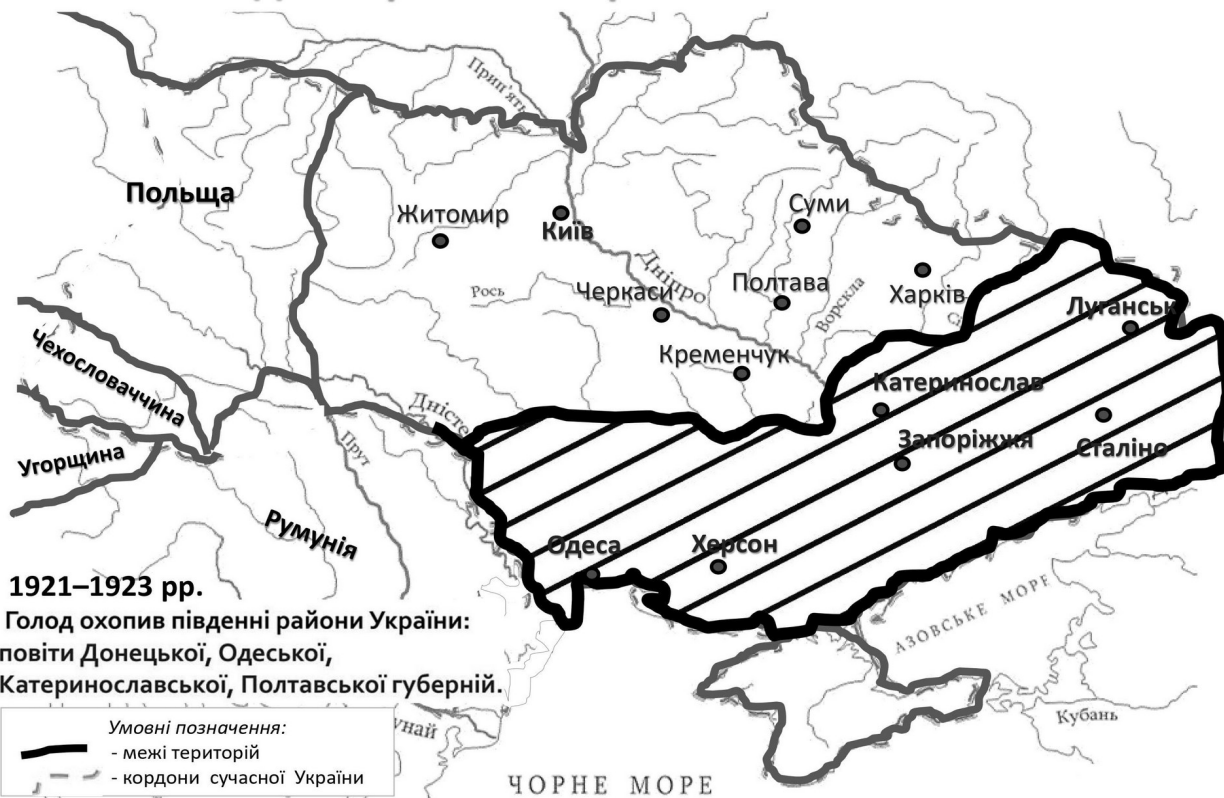 Прип'ять
Польща
Житомир
Київ
Суми
Дніпро
Рось
Черкаси
Полтава
Ворскла
Харків
Луганськ
Чехословаччина
Кременчук
Катеринослав
Дністе
Прут
Запоріжжя
Сталіно
Угорщина
Румунія
Одеса
Херсон
1921–1923 рр.
Голод охопив південні райони України:
повіти Донецької, Одеської,
Катеринославської, Полтавської губерній.
АЗОВСЬКЕ МОРЕ
Умовні позначення:
- межі територій
- кордони сучасної України
унай
Кубань
ЧОРНЕ МОРЕ